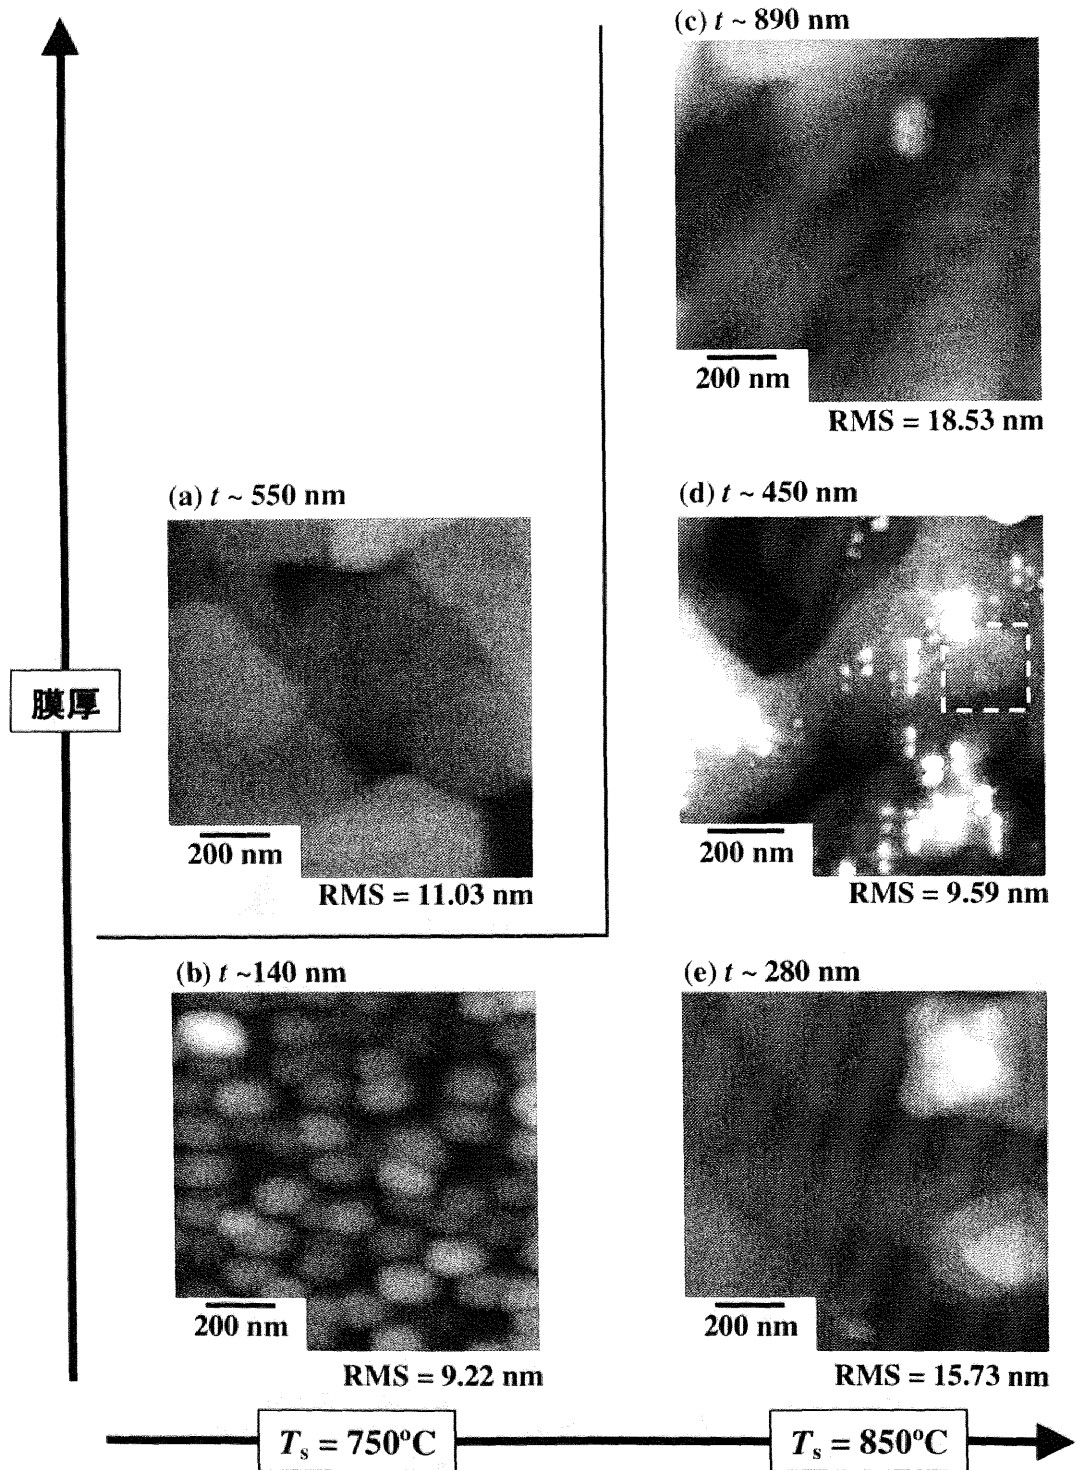 (c) t ~ 890 nm
200 nm
RMS = 18.53 nm
(a) t ~ 550 nm
(d) t ~ 450 nm
膜厚
200 nm
200 nm
RMS = 11.03 nm
RMS = 9.59 nm
(b) t ~140 nm
(e) t ~ 280 nm
200 nm
200 nm
RMS = 9.22 nm
RMS = 15.73 nm
Ts = 750ºC
Ts = 850ºC